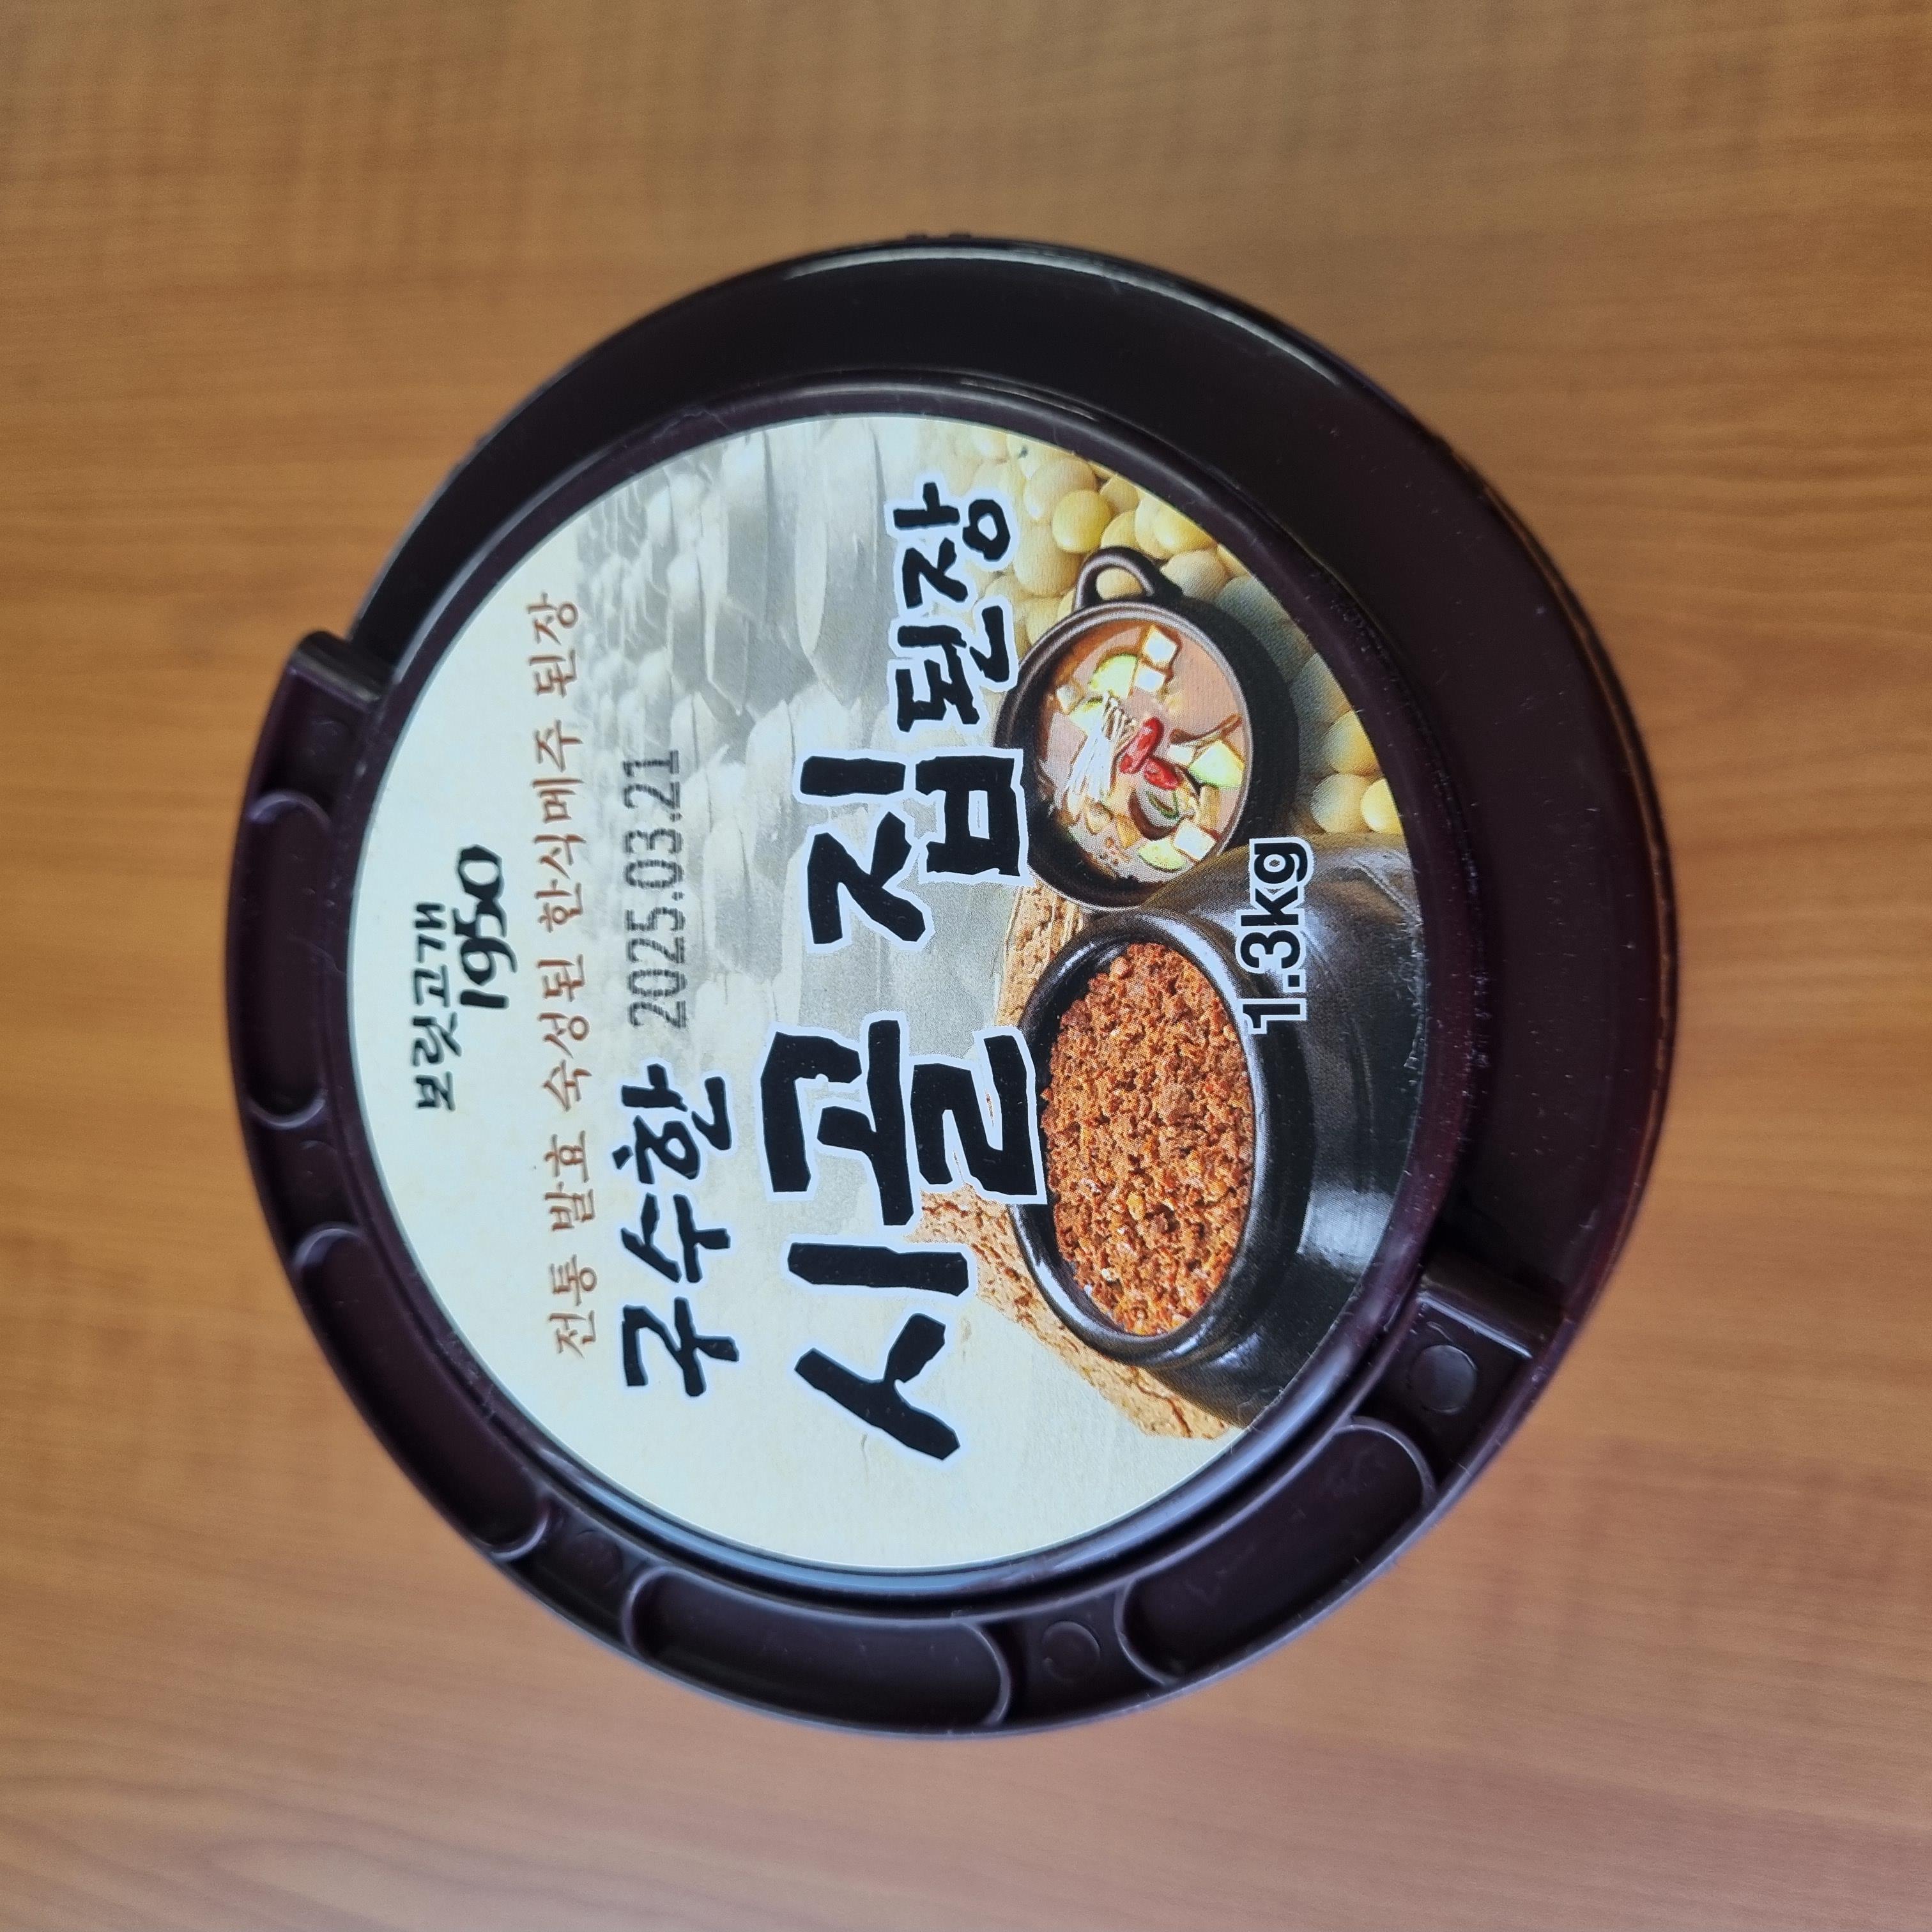 보릿고개
1950
전통 발효 숙성된 한식메주 된장
구수한 2025.03.21
시골집된장
1.3kg